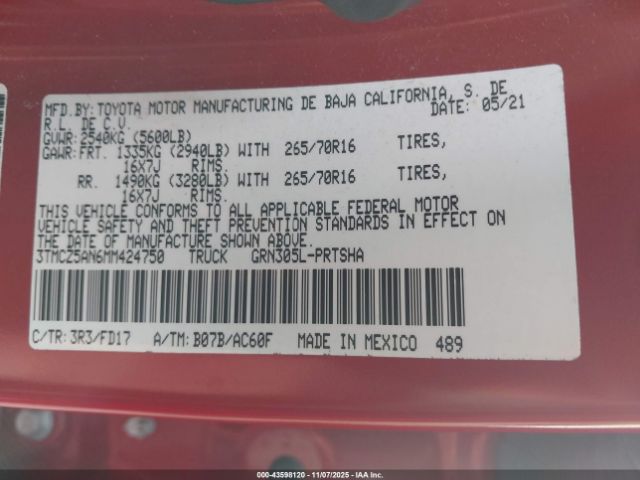 MFD.BY:TOYOTA MOTOR MANUFACTURING DE BAJA CALIFORNIA, S. DE
R.L. DE C.V. DATE: 05/21
GVWR:2540KG (5600LB)
GAWR:FRT. 1335KG (2940LB) WITH 265/70R16 TIRES,
16X7J RIMS.
RR. 1490KG (3280LB) WITH 265/70R16 TIRES,
16X7J RIMS.
THIS VEHICLE CONFORMS TO ALL APPLICABLE FEDERAL MOTOR
VEHICLE SAFETY AND THEFT PREVENTION STANDARDS IN EFFECT ON
THE DATE OF MANUFACTURE SHOWN ABOVE.
3TMCZ5AN6MM424750 TRUCK GRN305L-PRTSHA
C/TR:3R3/FD17 A/TM:B07B/AC60F MADE IN MEXICO 489
000-43598120 - 11/07/2025 - IAA Inc.